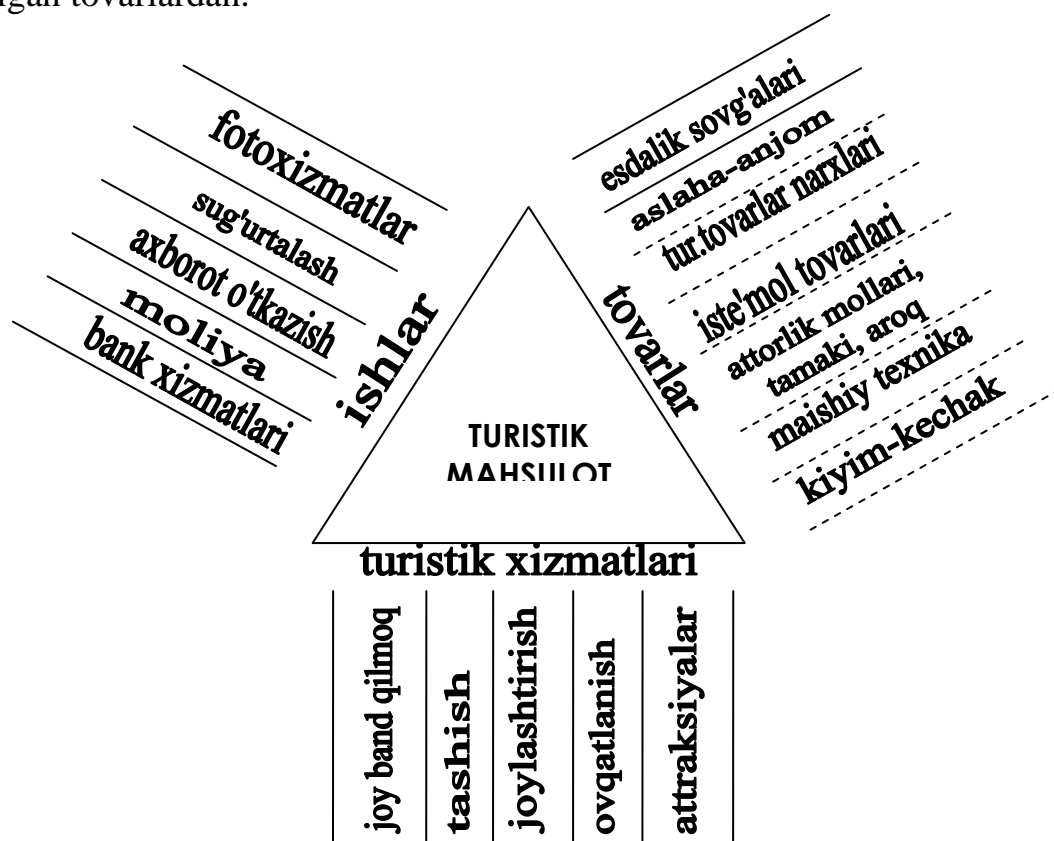 tovarlardan.
fotoxizmatlar
sug'urtalash
axborot o'tkazish
moliya
bank xizmatlari
ishlar
esdalik sovg'alari
aslaha-anjom
tur.tovarlar narxlari
iste'mol tovarlari
attorlik mollari,
tamaki, aroq
maishiy texnika
kiyim-kechak
tovarlar
TURISTIK
MAHSULOT
turistik xizmatlari
joy band qilmoq
tashish
joylashtirish
ovqatlanish
attraksiyalar